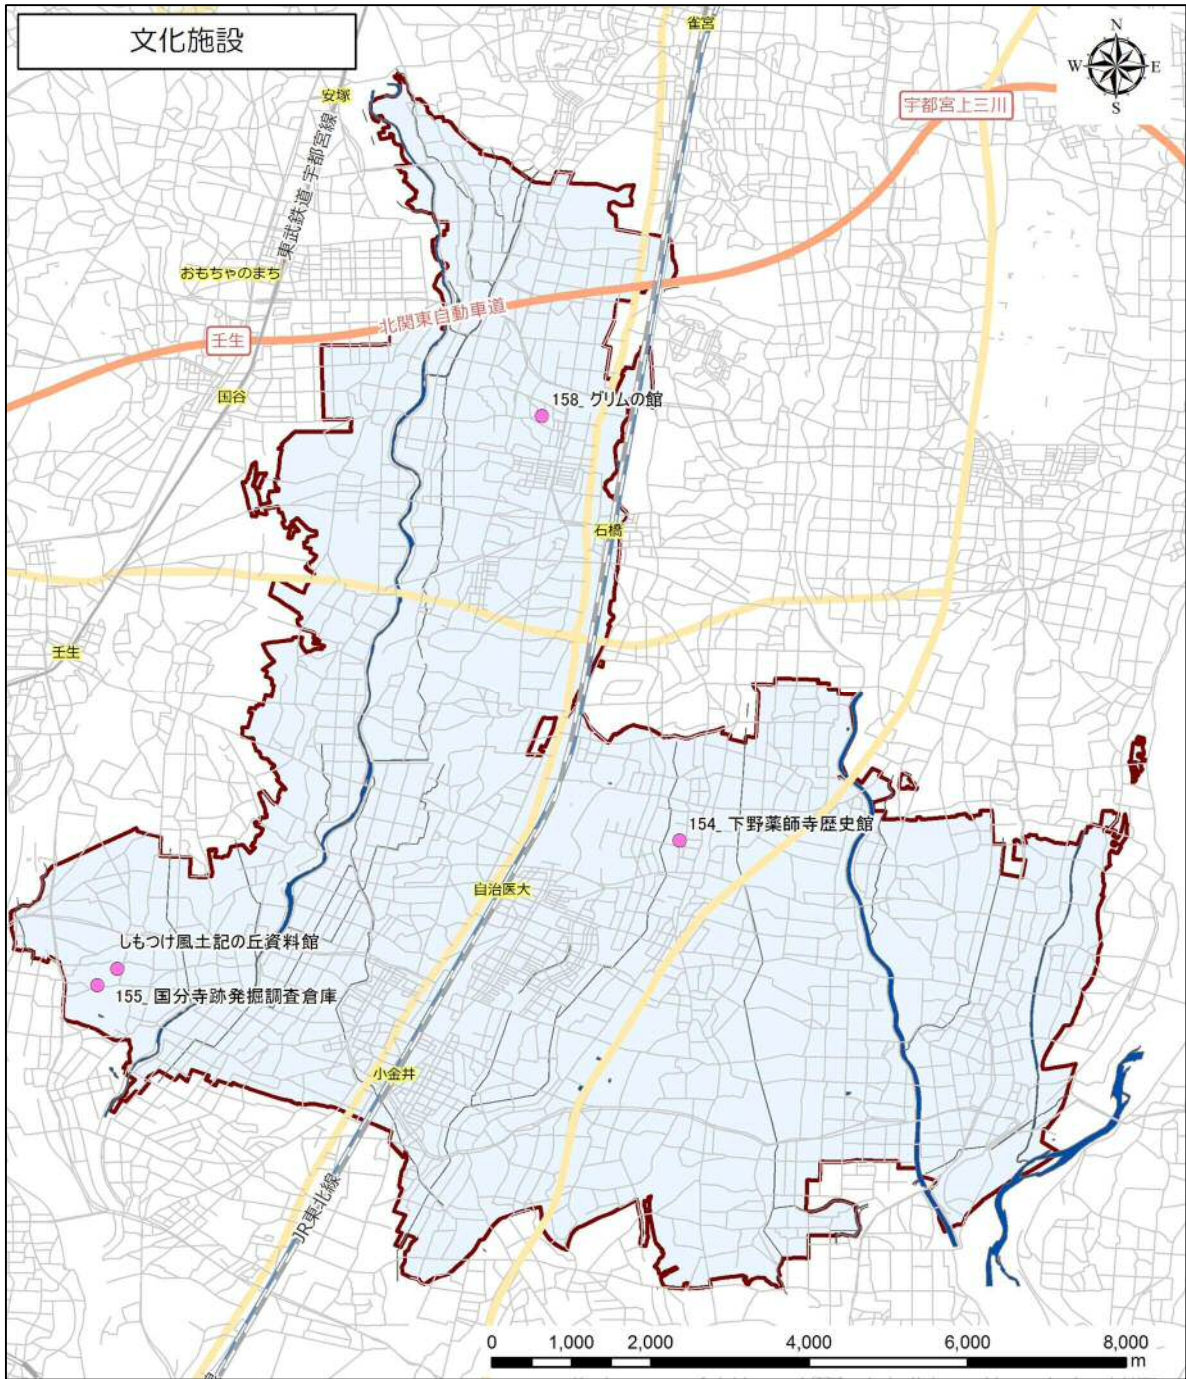 文化施設
雀宮
N
W
E
S
安塚
宇都宮上三川
東武鉄道 宇都宮線
おもちゃのまち
北関東自動車道
壬生
国谷
158_グリムの館
石橋
壬生
154_下野薬師寺歴史館
自治医大
しもつけ風土記の丘資料館
155_国分寺跡発掘調査倉庫
小金井
JR東北線
0 1,000 2,000 4,000 6,000 8,000
m